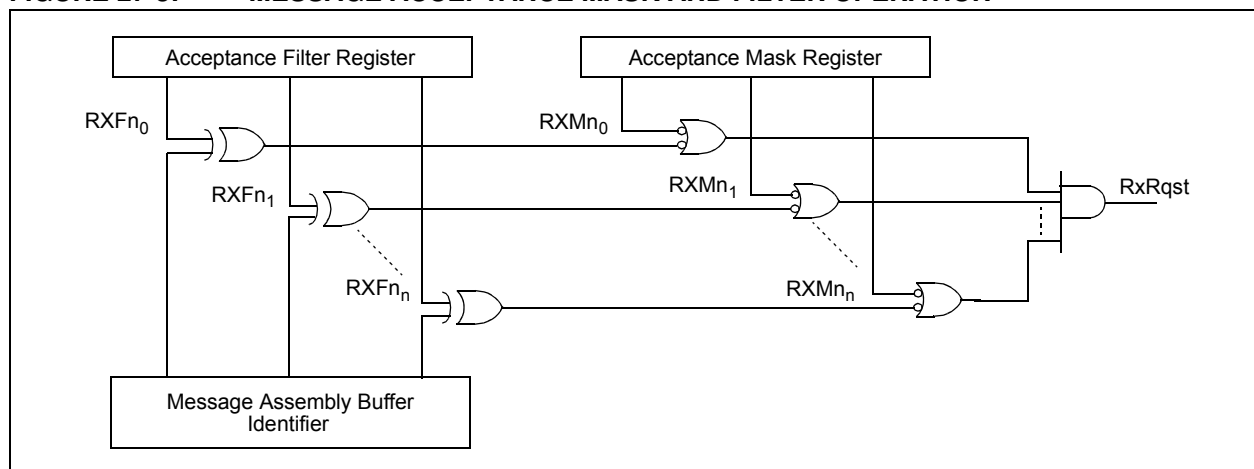 Acceptance Filter Register
Acceptance Mask Register
RXFn0
RXMn0
RXFn1
RXMn1
RxRqst
RXFnn
RXMnn
Message Assembly Buffer
Identifier